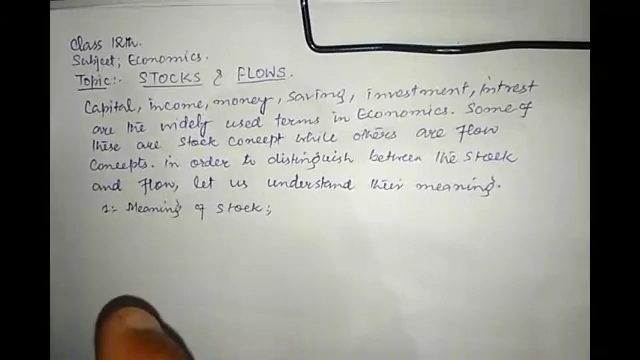 Class 12th.
Subject; Economics.
Topic:- STOCKS & FLOWS.
Capital, income, money, saving, investment, intrest
are the widely used terms in Economics. Some of
these are stock concept while others are flow
concepts. in order to distinguish between the stock
and flow, let us understand their meaning.
1:- Meaning of stock;